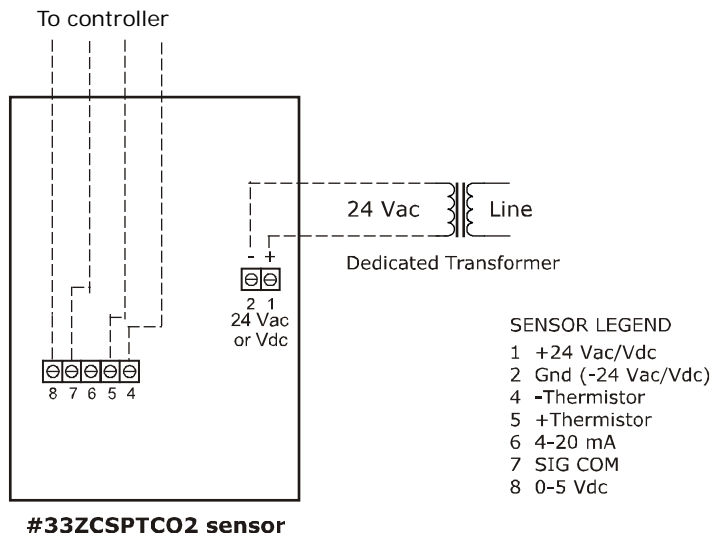 To controller
24 Vac
Line
Dedicated Transformer
- +
2 1
24 Vac
or Vdc
8 7 6 5 4
SENSOR LEGEND
1 +24 Vac/Vdc
2 Gnd (-24 Vac/Vdc)
4 -Thermistor
5 +Thermistor
6 4-20 mA
7 SIG COM
8 0-5 Vdc
#33ZCSPTCO2 sensor